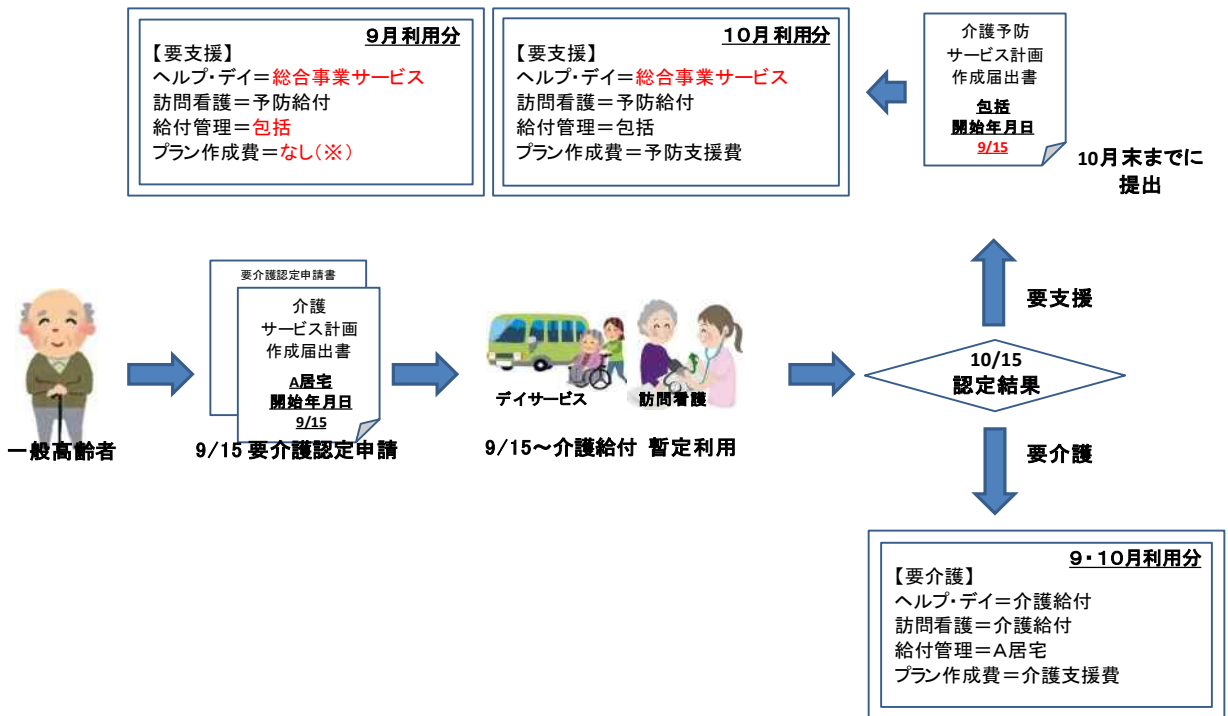 ９月利用分
【要支援】
ヘルプ・デイ＝総合事業サービス
訪問看護＝予防給付
給付管理＝包括
プラン作成費＝なし(※)
１０月利用分
【要支援】
ヘルプ・デイ＝総合事業サービス
訪問看護＝予防給付
給付管理＝包括
プラン作成費＝予防支援費
介護予防
サービス計画
作成届出書
包括
開始年月日
9/15
10月末までに
提出
要介護認定申請書
介護
サービス計画
作成届出書
A居宅
開始年月日
9/15
デイサービス
訪問看護
要支援
10/15
認定結果
一般高齢者
9/15 要介護認定申請
9/15～介護給付 暫定利用
要介護
９・１０月利用分
【要介護】
ヘルプ・デイ＝介護給付
訪問看護＝介護給付
給付管理＝Ａ居宅
プラン作成費＝介護支援費